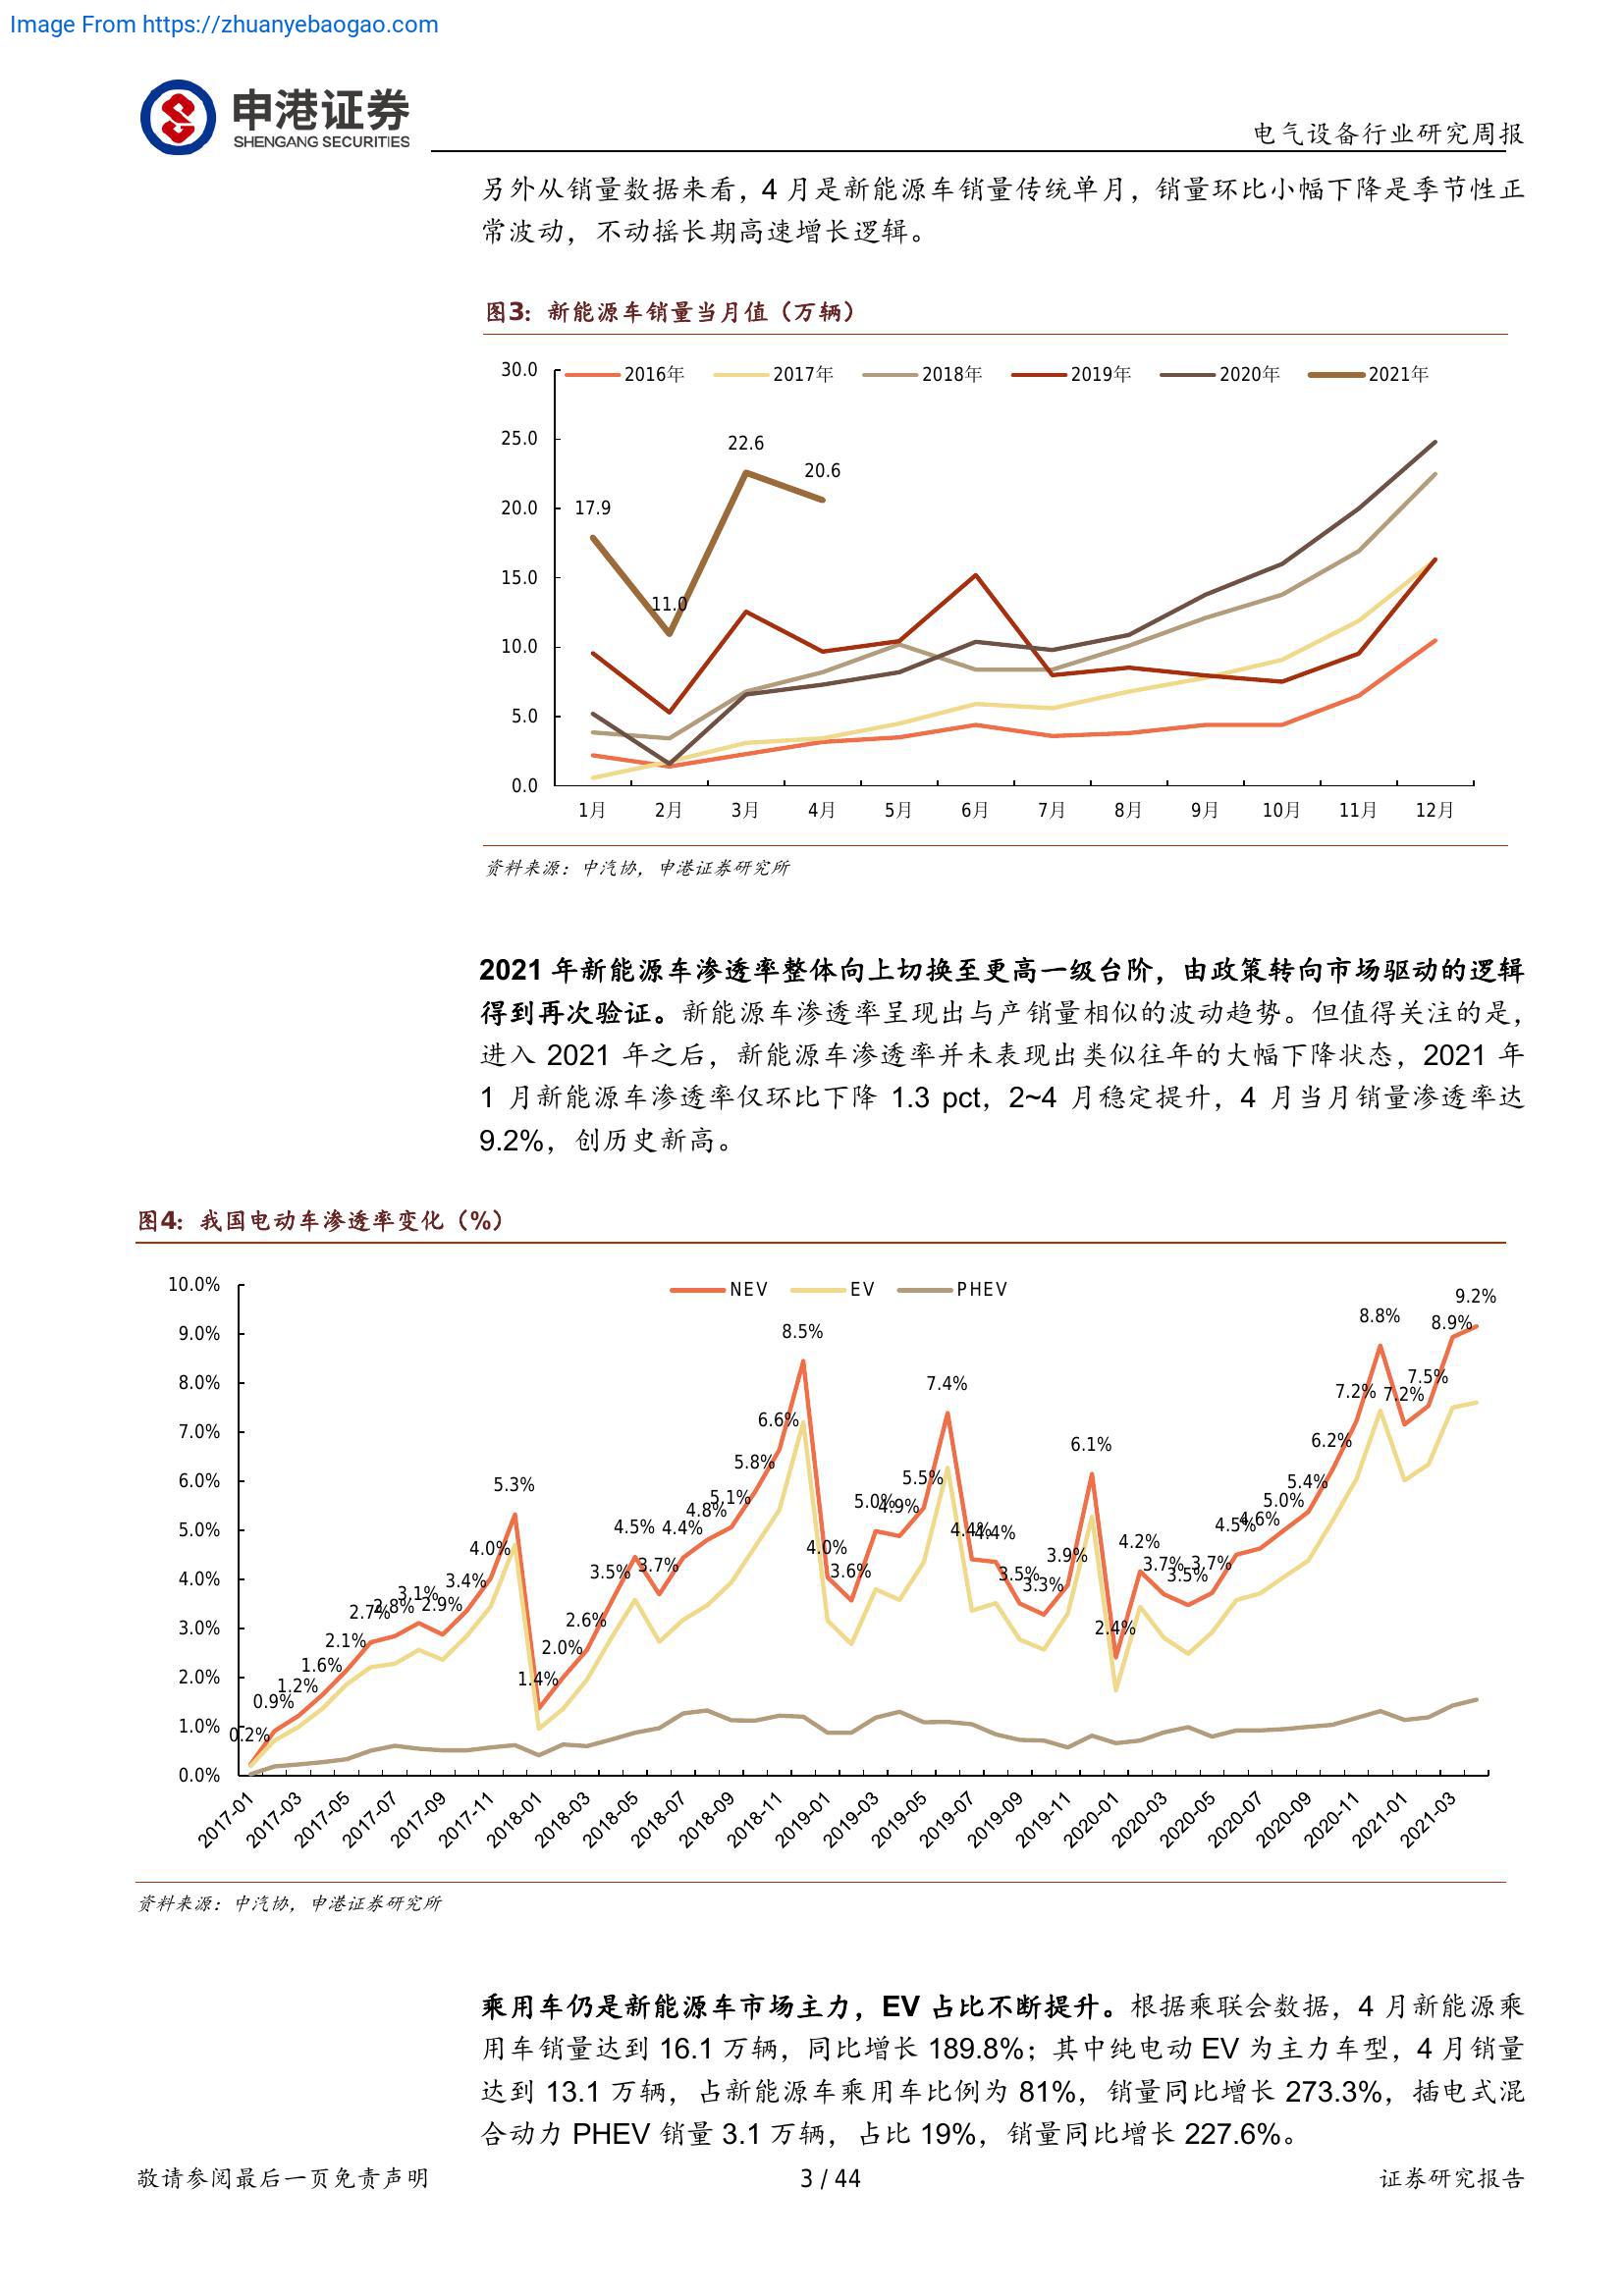 Image From https://zhuanyebaogao.com
申港证券
SHENGANG SECURITIES
电气设备行业研究周报
另外从销量数据来看，4 月是新能源车销量传统单月，销量环比小幅下降是季节性正
常波动，不动摇长期高速增长逻辑。
图3：新能源车销量当月值（万辆）
2016年 2017年 2018年 2019年 2020年 2021年
30.0
25.0
20.0
15.0
10.0
5.0
0.0
22.6
20.6
17.9
11.0
1月 2月 3月 4月 5月 6月 7月 8月 9月 10月 11月 12月
资料来源：中汽协，申港证券研究所
2021 年新能源车渗透率整体向上切换至更高一级台阶，由政策转向市场驱动的逻辑
得到再次验证。新能源车渗透率呈现出与产销量相似的波动趋势。但值得关注的是，
进入 2021 年之后，新能源车渗透率并未表现出类似往年的大幅下降状态，2021 年
1 月新能源车渗透率仅环比下降 1.3 pct，2~4 月稳定提升，4 月当月销量渗透率达
9.2%，创历史新高。
图4：我国电动车渗透率变化（%）
NEV EV PHEV
10.0%
9.0%
8.0%
7.0%
6.0%
5.0%
4.0%
3.0%
2.0%
1.0%
0.0%
0.2% 0.9% 1.2% 1.6% 2.1% 2.7% 2.8% 3.1% 2.9% 3.4% 4.0% 5.3%
1.4% 2.0% 2.6% 3.5% 4.5% 3.7% 4.4% 4.8% 5.1% 5.8% 6.6% 8.5%
4.0% 3.6% 5.0% 4.9% 5.5% 7.4% 4.4% 4.4% 3.5% 3.3% 3.9% 6.1%
2.4% 4.2% 3.7% 3.5% 3.7% 4.5% 4.6% 5.0% 5.4% 6.2% 7.2% 8.8%
7.2% 7.5% 8.9% 9.2%
2017-01 2017-03 2017-05 2017-07 2017-09 2017-11 2018-01 2018-03 2018-05 2018-07 2018-09 2018-11 2019-01 2019-03 2019-05 2019-07 2019-09 2019-11 2020-01 2020-03 2020-05 2020-07 2020-09 2020-11 2021-01 2021-03
资料来源：中汽协，申港证券研究所
乘用车仍是新能源车市场主力，EV 占比不断提升。根据乘联会数据，4 月新能源乘
用车销量达到 16.1 万辆，同比增长 189.8%；其中纯电动 EV 为主力车型，4 月销量
达到 13.1 万辆，占新能源车乘用车比例为 81%，销量同比增长 273.3%，插电式混
合动力 PHEV 销量 3.1 万辆，占比 19%，销量同比增长 227.6%。
敬请参阅最后一页免责声明
3 / 44
证券研究报告